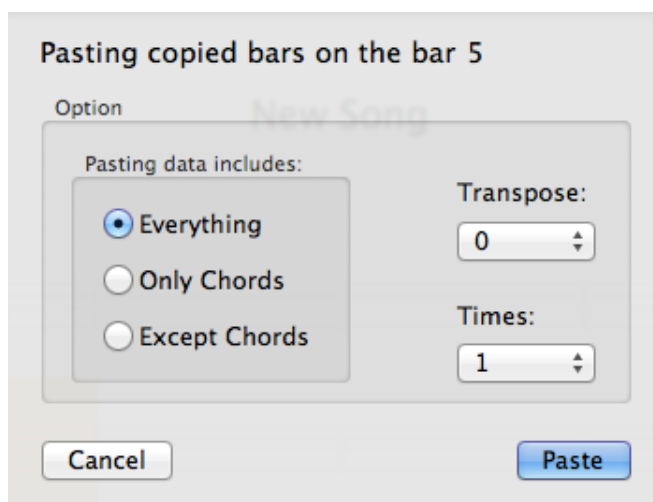 Pasting copied bars on the bar 5
New Song
Option
Pasting data includes:
Everything
Only Chords
Except Chords
Transpose:
0
Times:
1
Cancel
Paste